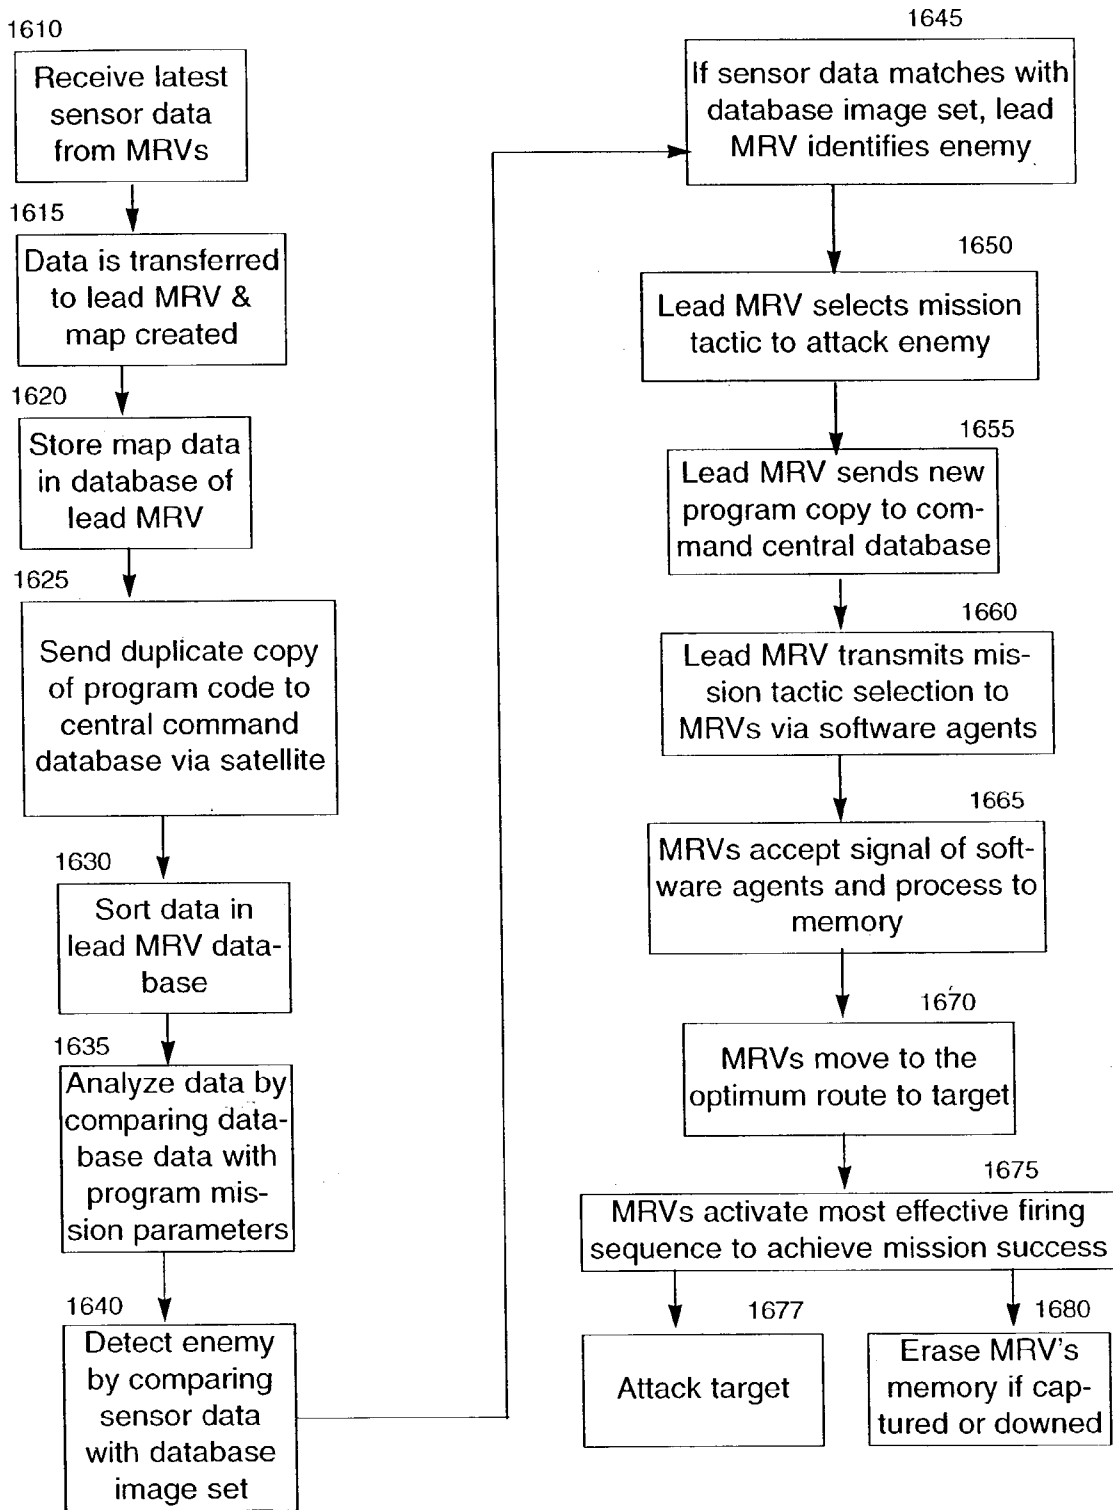 1610
Receive latest
sensor data
from MRVs
1615
Data is transferred
to lead MRV &
map created
1620
Store map data
in database of
lead MRV
1625
Send duplicate copy
of program code to
central command
database via satellite
1630
Sort data in
lead MRV data-
base
1635
Analyze data by
comparing data-
base data with
program mis-
sion parameters
1640
Detect enemy
by comparing
sensor data
with database
image set
1645
If sensor data matches with
database image set, lead
MRV identifies enemy
1650
Lead MRV selects mission
tactic to attack enemy
1655
Lead MRV sends new
program copy to com-
mand central database
1660
Lead MRV transmits mis-
sion tactic selection to
MRVs via software agents
1665
MRVs accept signal of soft-
ware agents and process to
memory
1670
MRVs move to the
optimum route to target
1675
MRVs activate most effective firing
sequence to achieve mission success
1677
Attack target
1680
Erase MRV's
memory if cap-
tured or downed